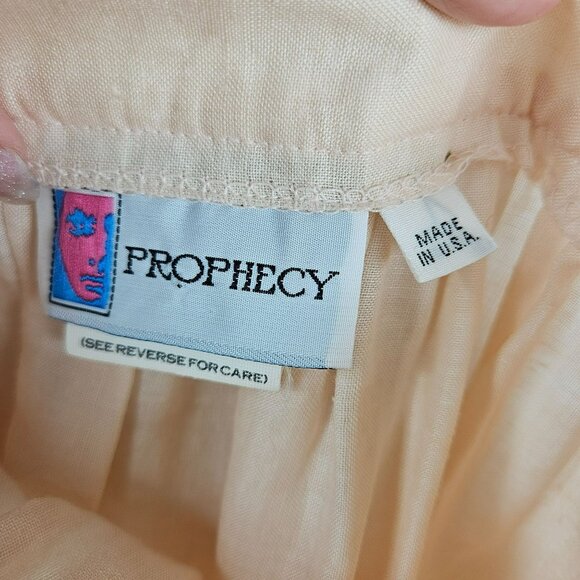 PROPHECY
(SEE REVERSE FOR CARE)
MADE
IN U.S.A.